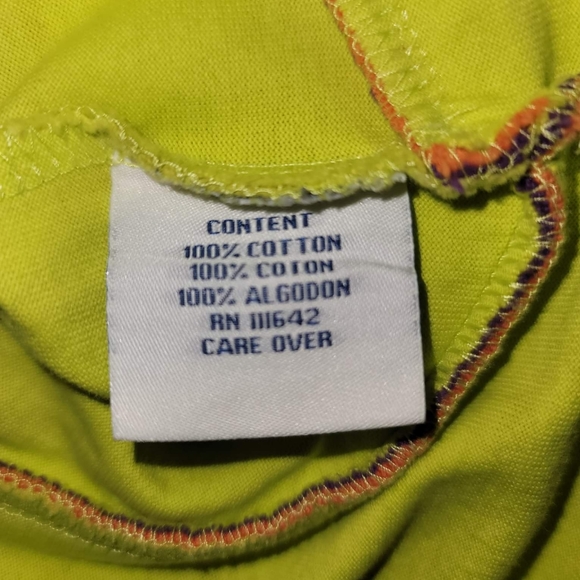 CONTENT
100% COTTON
100% COTON
100% ALGODON
RN 111642
CARE OVER